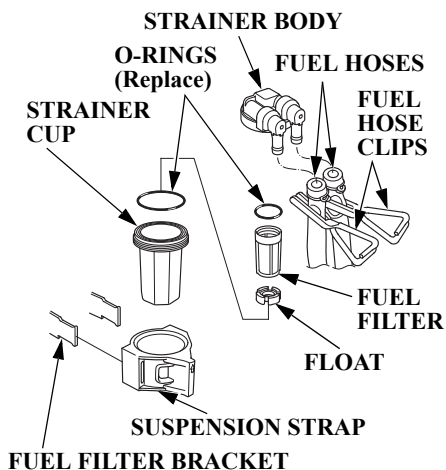 STRAINER BODY
O-RINGS
(Replace)
FUEL HOSES
STRAINER
CUP
FUEL
HOSE
CLIPS
FUEL
FILTER
FLOAT
SUSPENSION STRAP
FUEL FILTER BRACKET